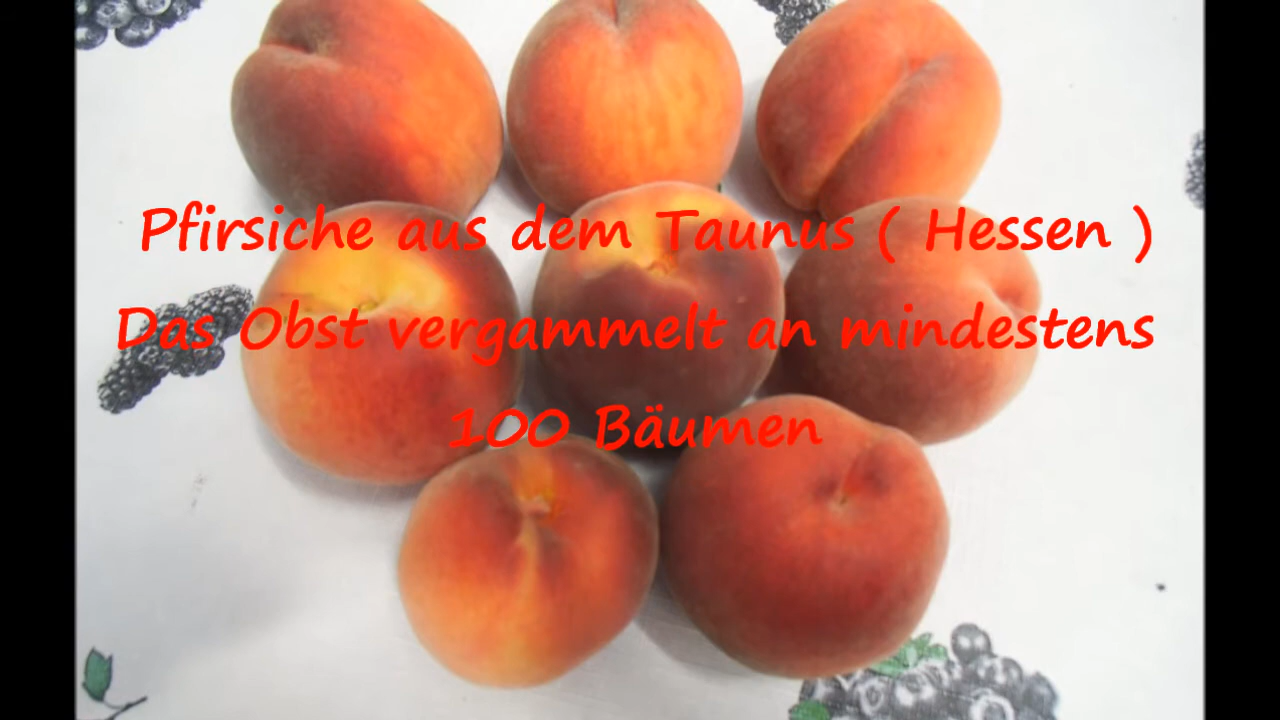 Pfirsiche aus dem Taunus ( Hessen )
Das Obst vergammelt an mindestens
100 Bäumen